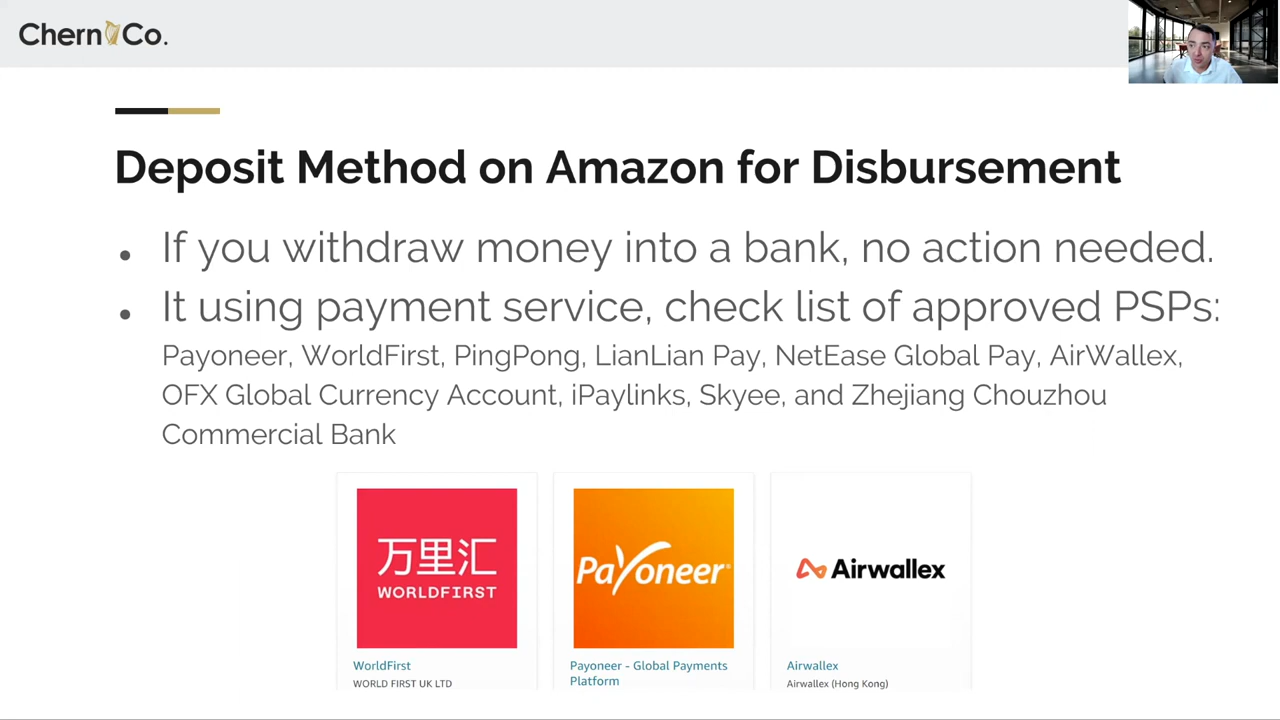 Chern Co.
Deposit Method on Amazon for Disbursement
● If you withdraw money into a bank, no action needed.
● It using payment service, check list of approved PSPs:
Payoneer, WorldFirst, PingPong, LianLian Pay, NetEase Global Pay, AirWallex,
OFX Global Currency Account, iPaylinks, Skyee, and Zhejiang Chouzhou
Commercial Bank
万里汇
WORLDFIRST
Payoneer
Airwallex
WorldFirst
WORLD FIRST UK LTD
Payoneer - Global Payments
Platform
Airwallex
Airwallex (Hong Kong)